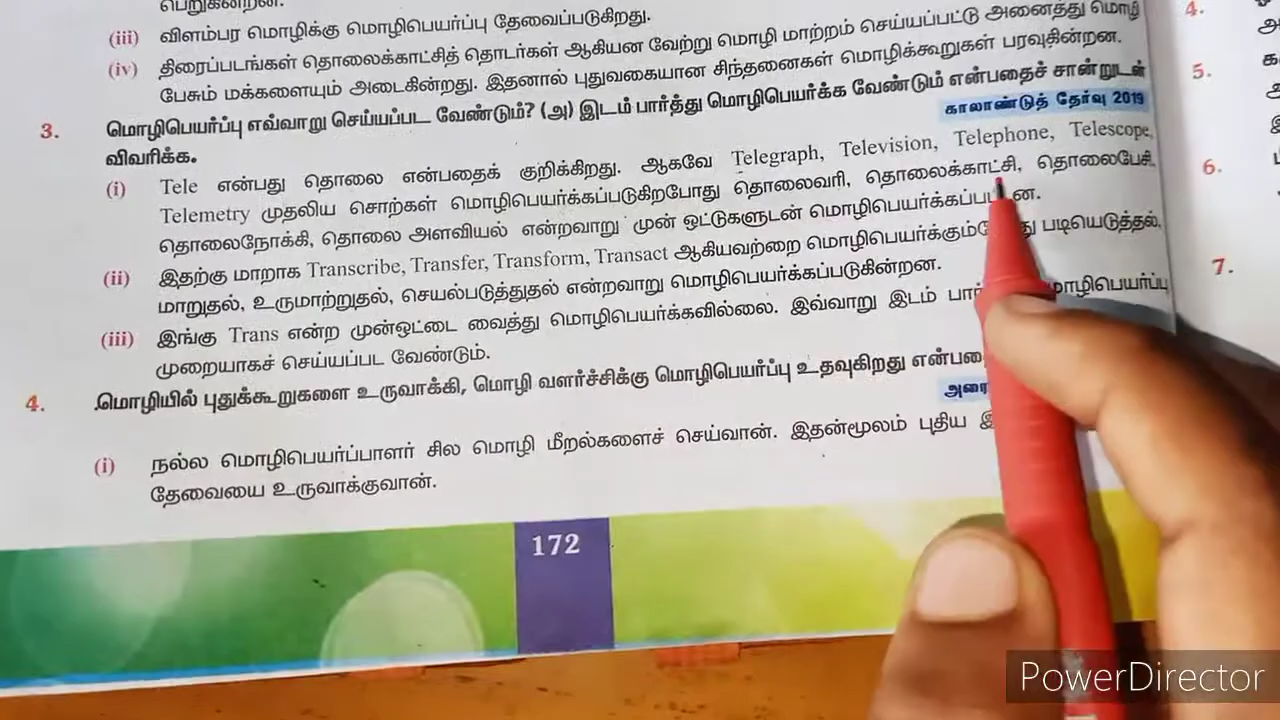 பெறுகின்றன.
(iii) விளம்பர மொழிக்கு மொழிபெயர்ப்பு தேவைப்படுகிறது.
(iv) திரைப்படங்கள் தொலைக்காட்சித் தொடர்கள் ஆகியன வேற்று மொழி மாற்றம் செய்யப்பட்டு அனைத்து மொழி
பேசும் மக்களையும் அடைகின்றது. இதனால் புதுவகையான சிந்தனைகள் மொழிக்கூறுகள் பரவுகின்றன.
3. மொழிபெயர்ப்பு எவ்வாறு செய்யப்பட வேண்டும்? (அ) இடம் பார்த்து மொழிபெயர்க்க வேண்டும் என்பதைச் சான்றுடன்
விவரிக்க. காலாண்டுத் தேர்வு 2019
(i) Tele என்பது தொலை என்பதைக் குறிக்கிறது. ஆகவே Telegraph, Television, Telephone, Telescope,
Telemetry முதலிய சொற்கள் மொழிபெயர்க்கப்படுகிறபோது தொலைவரி, தொலைக்காட்சி, தொலைபேசி,
தொலைநோக்கி, தொலை அளவியல் என்றவாறு முன் ஒட்டுகளுடன் மொழிபெயர்க்கப்பட்டன.
(ii) இதற்கு மாறாக Transcribe, Transfer, Transform, Transact ஆகியவற்றை மொழிபெயர்க்கும்போது படியெடுத்தல்,
மாறுதல், உருமாற்றுதல், செயல்படுத்துதல் என்றவாறு மொழிபெயர்க்கப்படுகின்றன.
(iii) இங்கு Trans என்ற முன்ஒட்டை வைத்து மொழிபெயர்க்கவில்லை. இவ்வாறு இடம் மொழிபெயர்ப்பு
முறையாகச் செய்யப்பட வேண்டும்.
4. மொழியில் புதுக்கூறுகளை உருவாக்கி, மொழி வளர்ச்சிக்கு மொழிபெயர்ப்பு உதவுகிறது
அரை
(i) நல்ல மொழிபெயர்ப்பாளர் சில மொழி மீறல்களைச் செய்வான். இதன்மூலம் புதிய
தேவையை உருவாக்குவான்.
172
4.
5.
6.
7.
PowerDirector